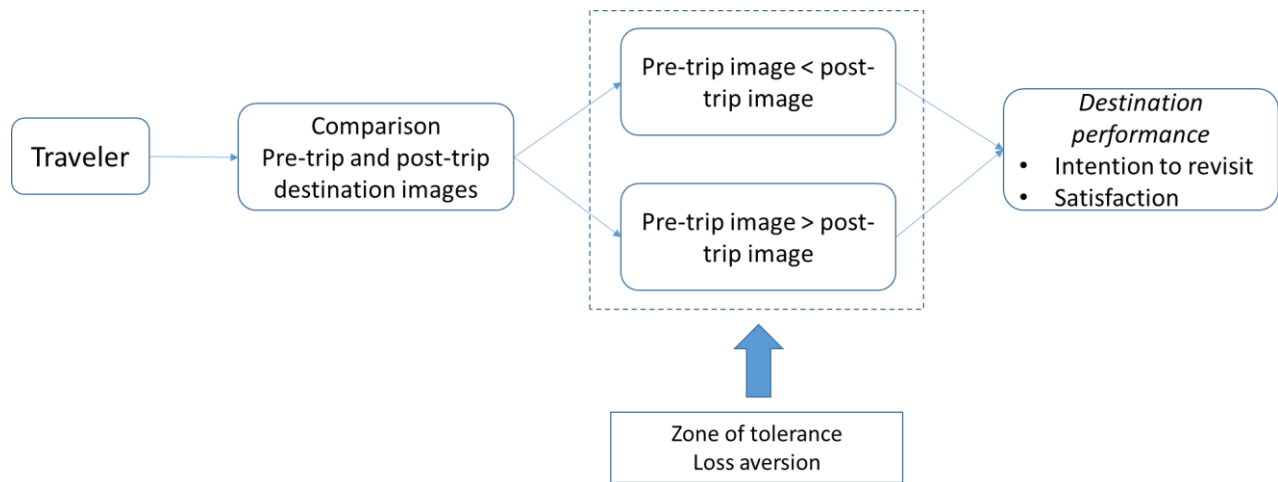 Traveler
Comparison
Pre-trip and post-trip
destination images
Pre-trip image < post-
trip image
Pre-trip image > post-
trip image
Destination
performance
• Intention to revisit
• Satisfaction
Zone of tolerance
Loss aversion